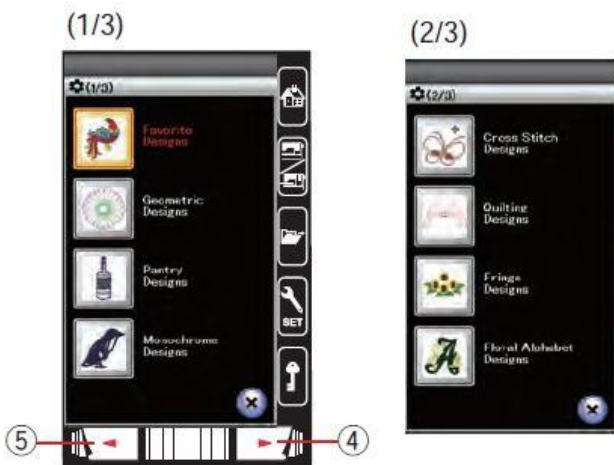 (1/3)
(1/3)
Favorite
Designs
Geometric
Designs
Pantry
Designs
Monochrome
Designs
SET
⑤
④
(2/3)
(2/3)
Cross Stitch
Designs
Quilting
Designs
Fringe
Designs
Floral Alphabet
Designs